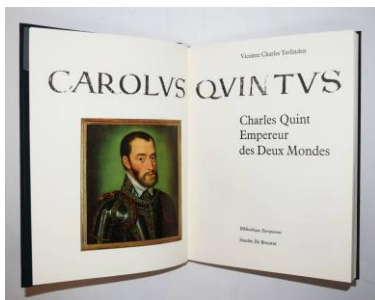 Vicomte Charles Terlinden
CAROLVS QVINTVS
Charles Quint
Empereur
des Deux Mondes
Bibliothèque Européenne
Desclée De Brouwer